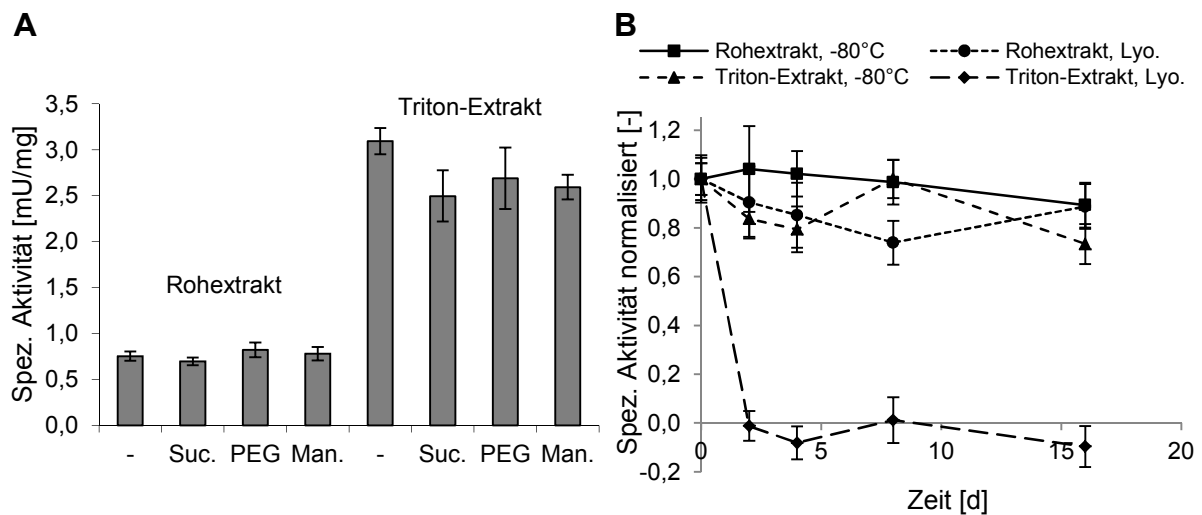 A
Spez. Aktivität [mU/mg]
3,5
3,0
2,5
2,0
1,5
1,0
0,5
0,0
Rohextrakt
Triton-Extrakt
- Suc. PEG Man. - Suc. PEG Man.
B
Rohextrakt, -80°C Rohextrakt, Lyo.
Triton-Extrakt, -80°C Triton-Extrakt, Lyo.
Spez. Aktivität normalisiert [-]
1,2
1,0
0,8
0,6
0,4
0,2
0,0
-0,2
0 5 10 15 20
Zeit [d]